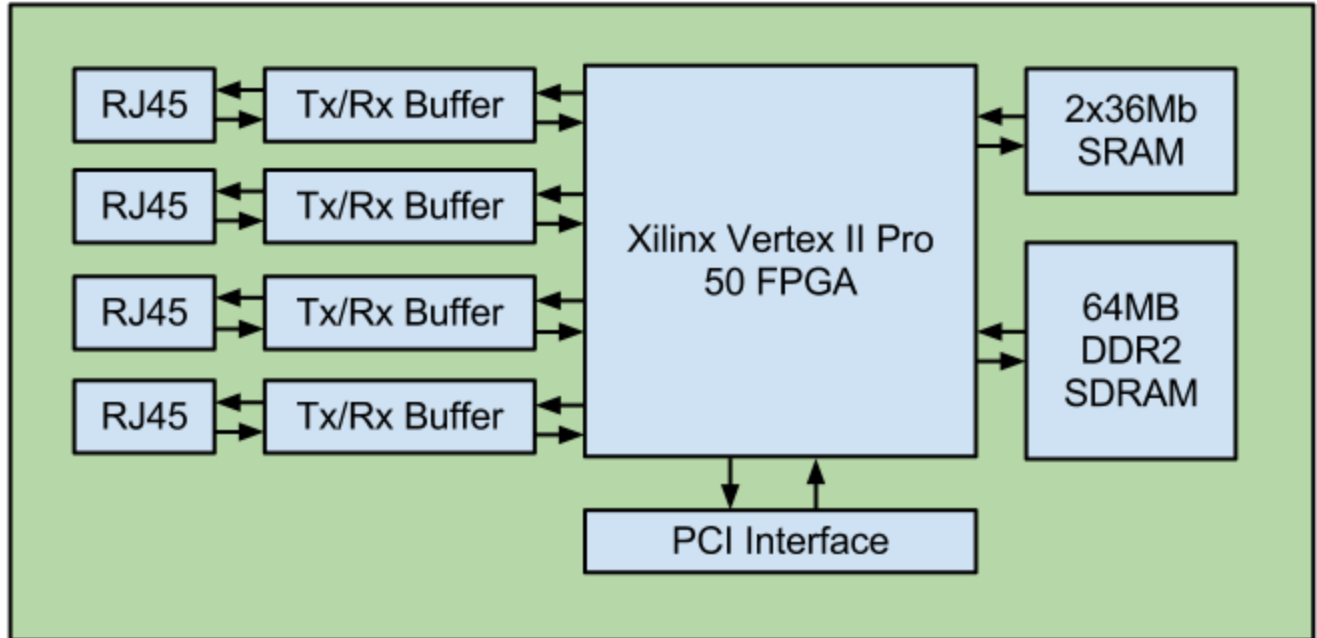 RJ45
Tx/Rx Buffer
RJ45
Tx/Rx Buffer
RJ45
Tx/Rx Buffer
RJ45
Tx/Rx Buffer
Xilinx Vertex II Pro
50 FPGA
2x36Mb
SRAM
64MB
DDR2
SDRAM
PCI Interface